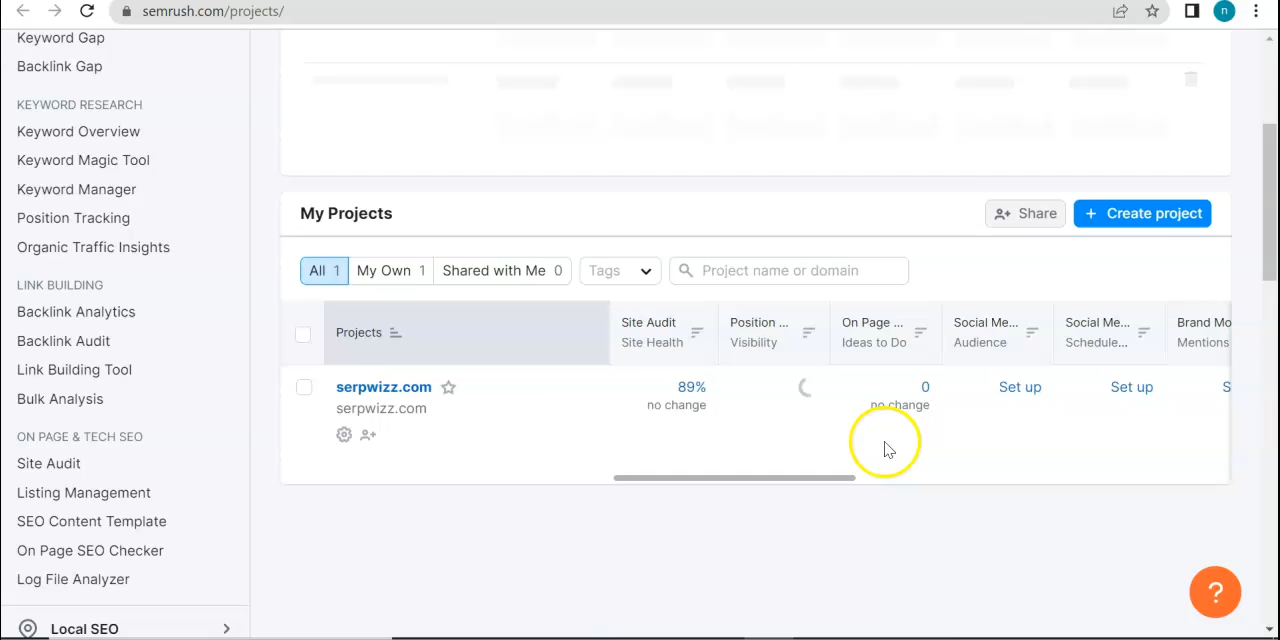 semrush.com/projects/
n
Keyword Gap
Backlink Gap
KEYWORD RESEARCH
Keyword Overview
Keyword Magic Tool
Keyword Manager
Position Tracking
Organic Traffic Insights
LINK BUILDING
Backlink Analytics
Backlink Audit
Link Building Tool
Bulk Analysis
ON PAGE & TECH SEO
Site Audit
Listing Management
SEO Content Template
On Page SEO Checker
Log File Analyzer
Local SEO
My Projects
Share
+ Create project
All 1 My Own 1 Shared with Me 0 Tags Project name or domain
Projects
Site Audit
Site Health
Position ...
Visibility
On Page ...
Ideas to Do
Social Me...
Audience
Social Me...
Schedule...
Brand Mo
Mentions
serpwizz.com
serpwizz.com
89%
no change
0
no change
Set up
Set up
S
?